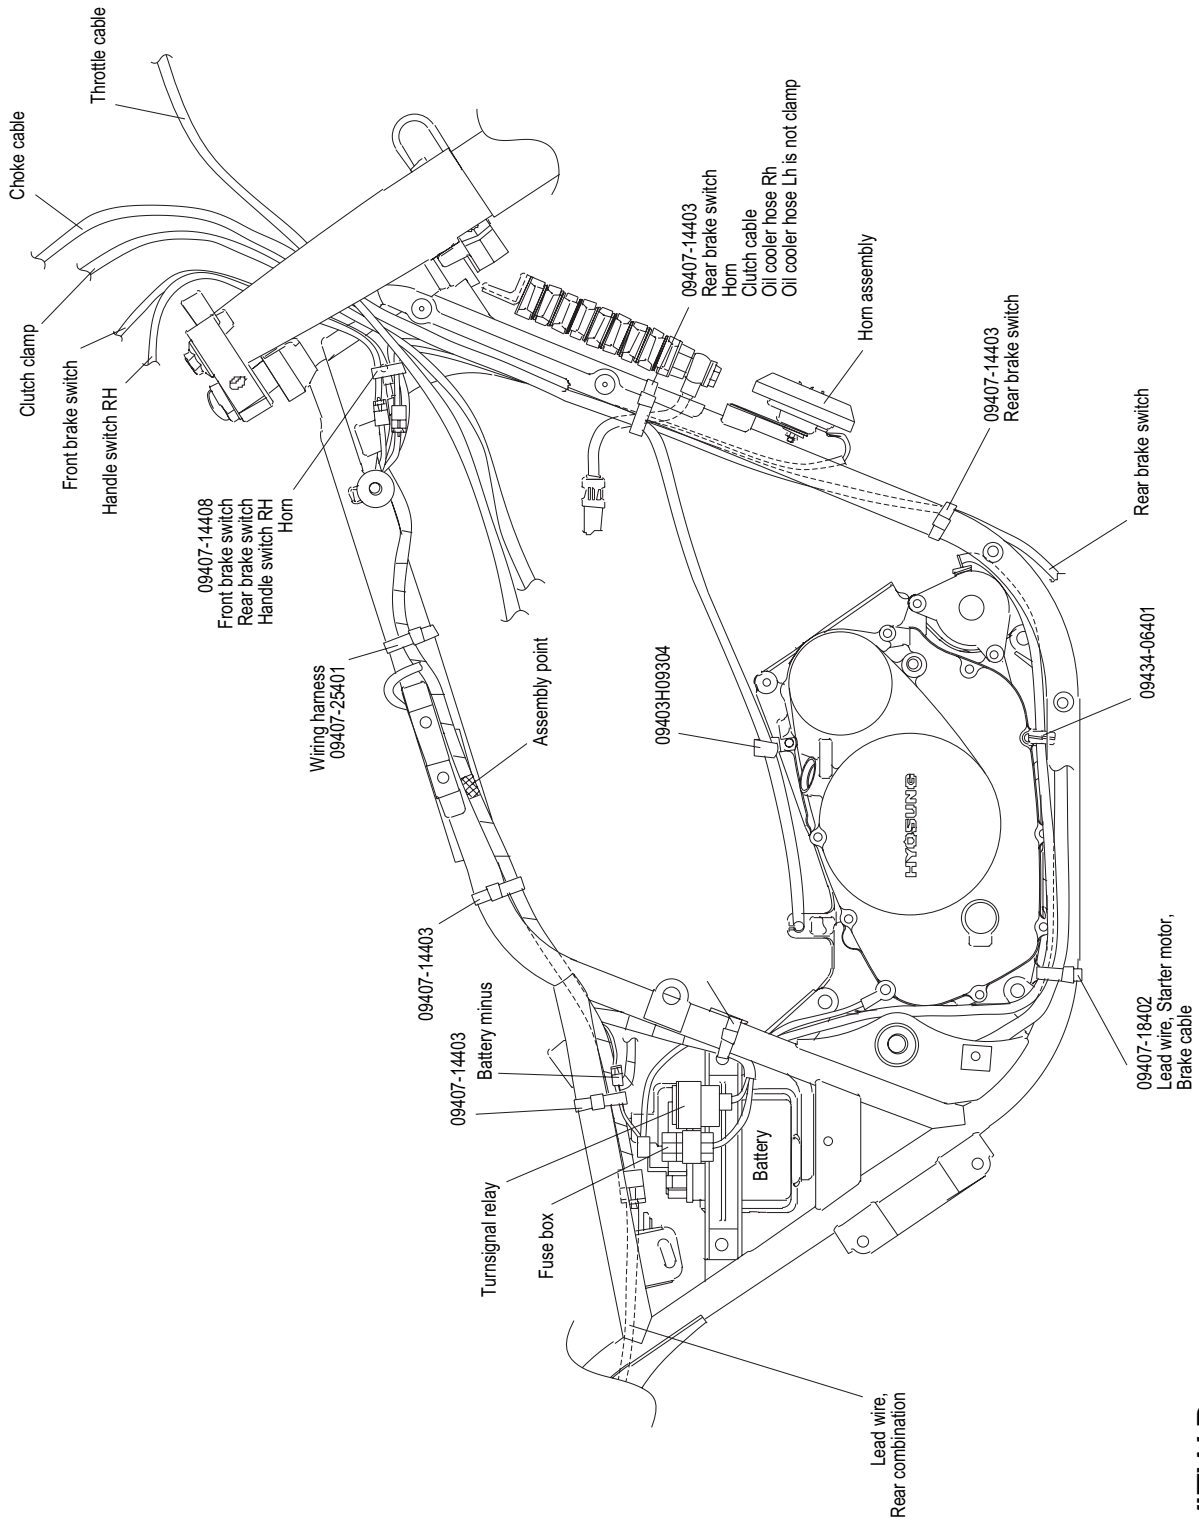 Throttle cable
Choke cable
Clutch clamp
Front brake switch
Handle switch RH
09407-14408
Front brake switch
Rear brake switch
Handle switch RH
Horn
Wiring harness
09407-25401
Assembly point
09407-14403
09407-14403
Battery minus
Turnsignal relay
Fuse box
Battery
Lead wire,
Rear combination
09407-14403
Rear brake switch
Horn
Clutch cable
Oil cooler hose Rh
Oil cooler hose Lh is not clamp
Horn assembly
09407-14403
Rear brake switch
Rear brake switch
09403H09304
HYOSUNG
09434-06401
09407-18402
Lead wire, Starter motor,
Brake cable